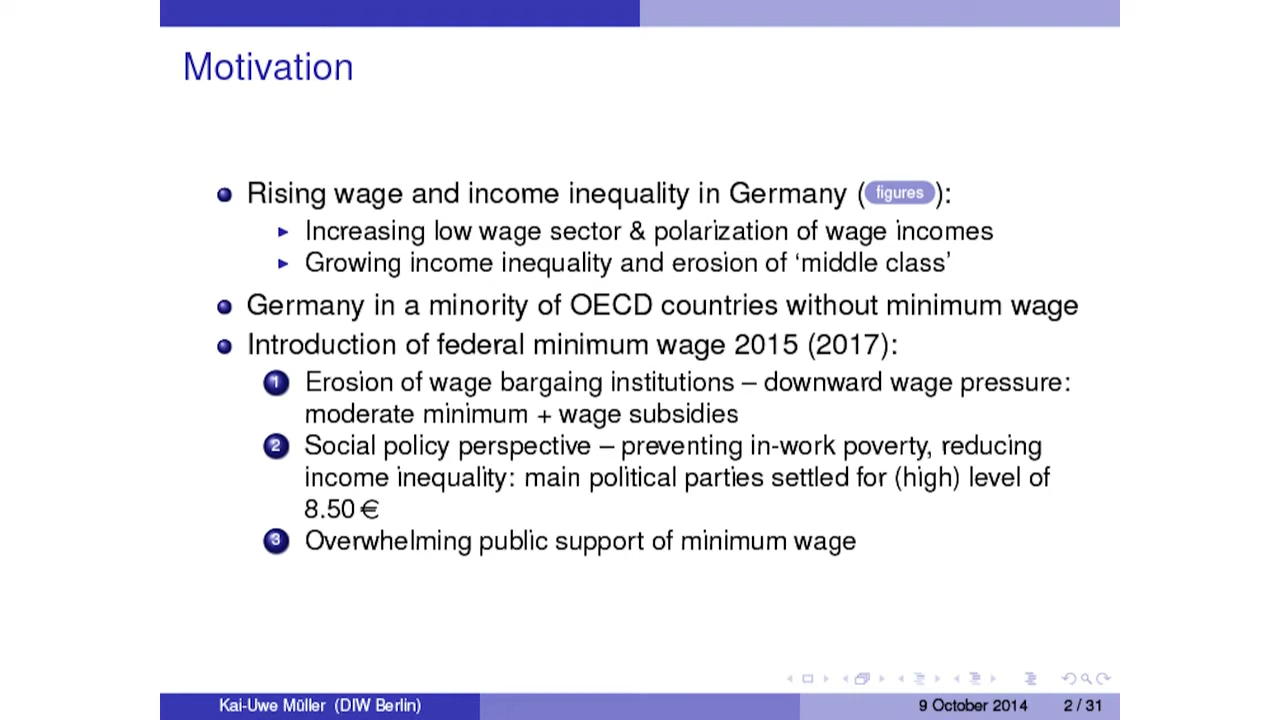 Motivation
Rising wage and income inequality in Germany (figures):
Increasing low wage sector & polarization of wage incomes
Growing income inequality and erosion of ‘middle class’
Germany in a minority of OECD countries without minimum wage
Introduction of federal minimum wage 2015 (2017):
1 Erosion of wage bargaing institutions – downward wage pressure:
moderate minimum + wage subsidies
2 Social policy perspective – preventing in-work poverty, reducing
income inequality: main political parties settled for (high) level of
8.50 €
3 Overwhelming public support of minimum wage
Kai-Uwe Müller (DIW Berlin) 9 October 2014 2 / 31